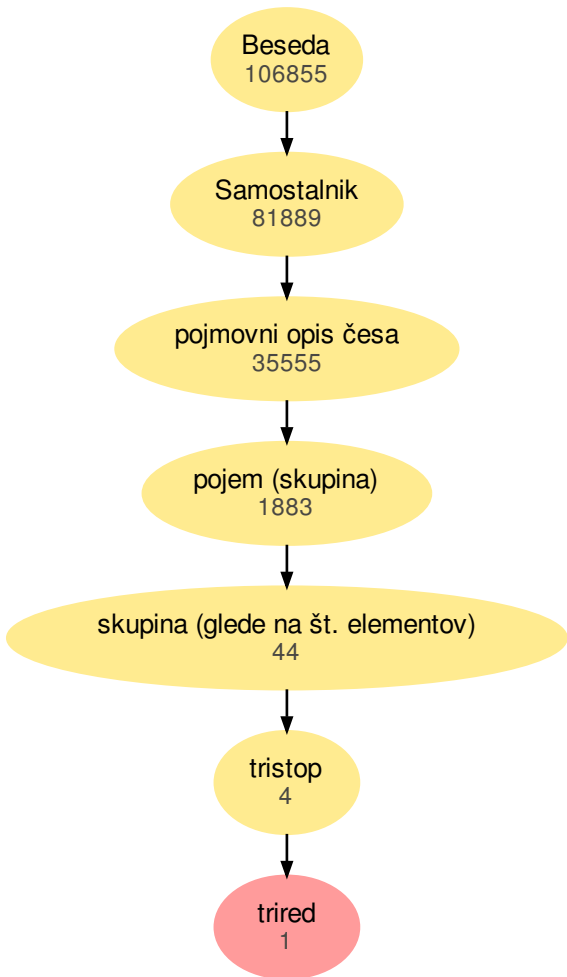 Beseda
106855
Samostalnik
81889
pojmovni opis česa
35555
pojem (skupina)
1883
skupina (glede na št. elementov)
44
tristop
4
trired
1